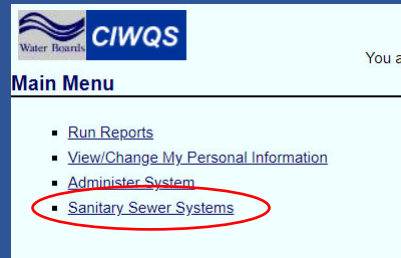 Water Boards
CIWQS
You a
Main Menu
Run Reports
View/Change My Personal Information
Administer System
Sanitary Sewer Systems